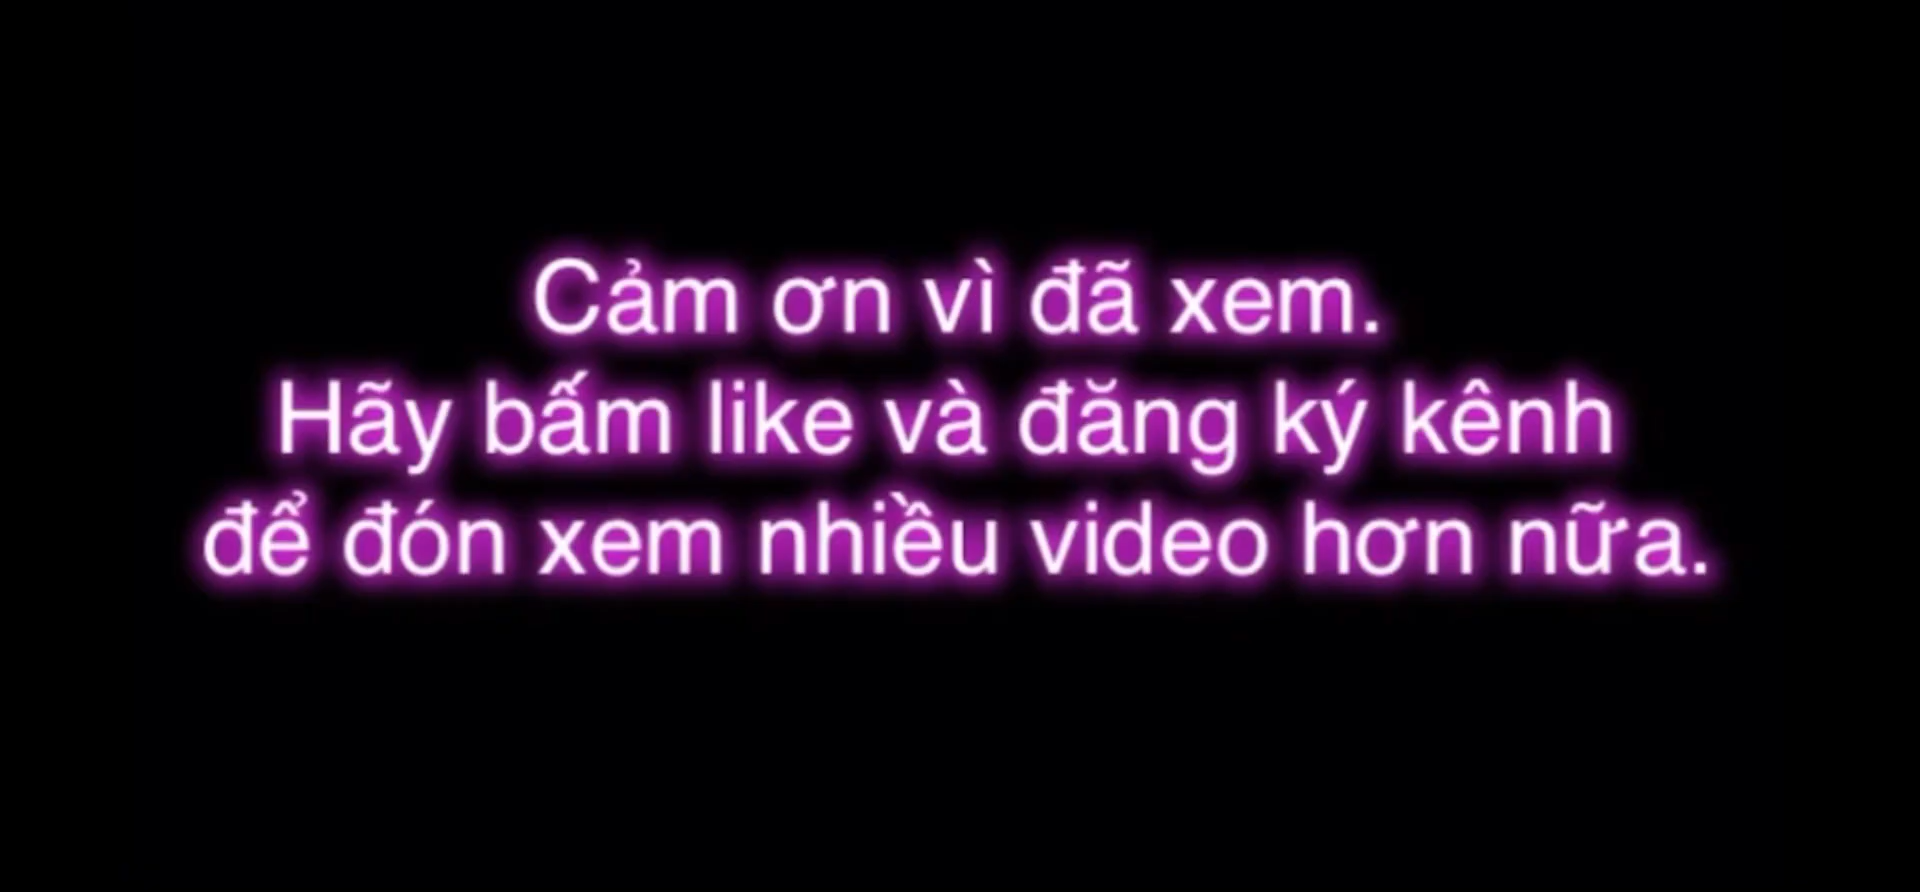 Cảm ơn vì đã xem.
Hãy bấm like và đăng ký kênh
để đón xem nhiều video hơn nữa.